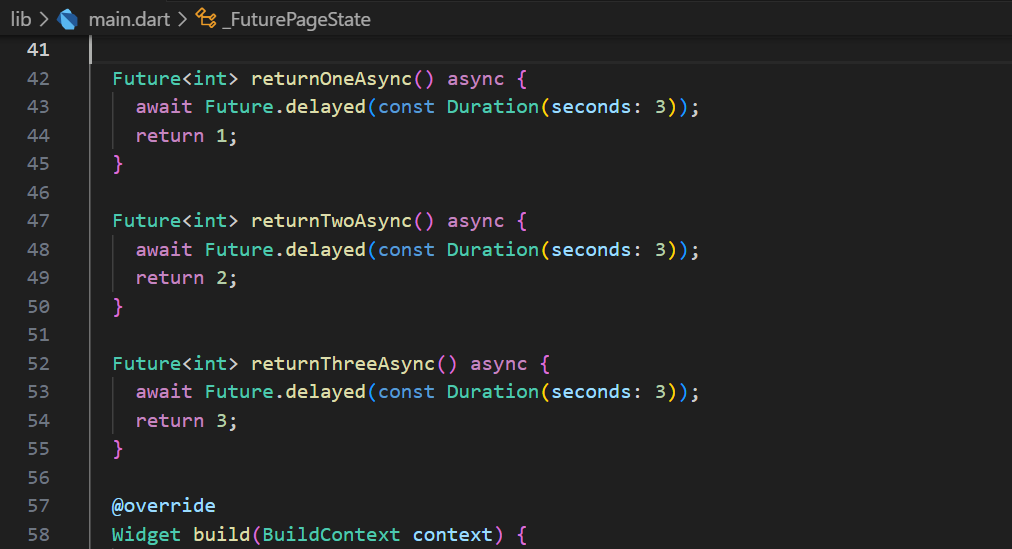 lib > main.dart > _FuturePageState
41
42 Future<int> returnOneAsync() async {
43 await Future.delayed(const Duration(seconds: 3));
44 return 1;
45 }
46
47 Future<int> returnTwoAsync() async {
48 await Future.delayed(const Duration(seconds: 3));
49 return 2;
50 }
51
52 Future<int> returnThreeAsync() async {
53 await Future.delayed(const Duration(seconds: 3));
54 return 3;
55 }
56
57 @override
58 Widget build(BuildContext context) {